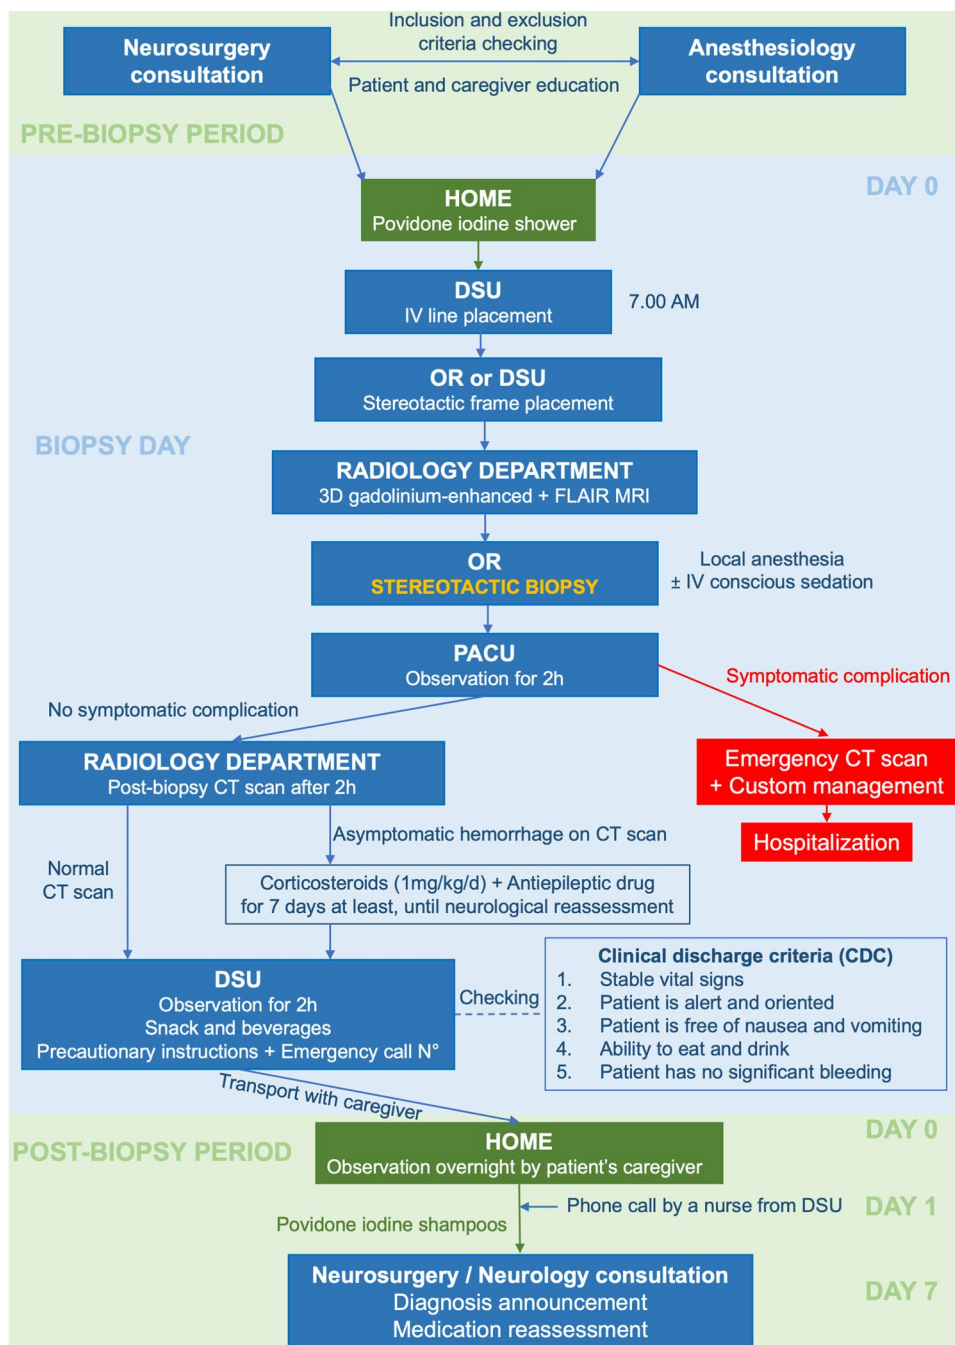 Inclusion and exclusion
criteria checking
Neurosurgery
consultation
Anesthesiology
consultation
Patient and caregiver education
PRE-BIOPSY PERIOD
DAY 0
HOME
Povidone iodine shower
DSU
IV line placement
7.00 AM
OR or DSU
Stereotactic frame placement
BIOPSY DAY
RADIOLOGY DEPARTMENT
3D gadolinium-enhanced + FLAIR MRI
OR
STEREOTACTIC BIOPSY
Local anesthesia
± IV conscious sedation
PACU
Observation for 2h
Symptomatic complication
No symptomatic complication
RADIOLOGY DEPARTMENT
Post-biopsy CT scan after 2h
Emergency CT scan
+ Custom management
Hospitalization
Asymptomatic hemorrhage on CT scan
Normal
CT scan
Corticosteroids (1mg/kg/d) + Antiepileptic drug
for 7 days at least, until neurological reassessment
DSU
Observation for 2h
Snack and beverages
Precautionary instructions + Emergency call N°
Checking
Clinical discharge criteria (CDC)
1. Stable vital signs
2. Patient is alert and oriented
3. Patient is free of nausea and vomiting
4. Ability to eat and drink
5. Patient has no significant bleeding
Transport with caregiver
DAY 0
POST-BIOPSY PERIOD
HOME
Observation overnight by patient's caregiver
Phone call by a nurse from DSU
DAY 1
Povidone iodine shampoos
Neurosurgery / Neurology consultation
Diagnosis announcement
Medication reassessment
DAY 7